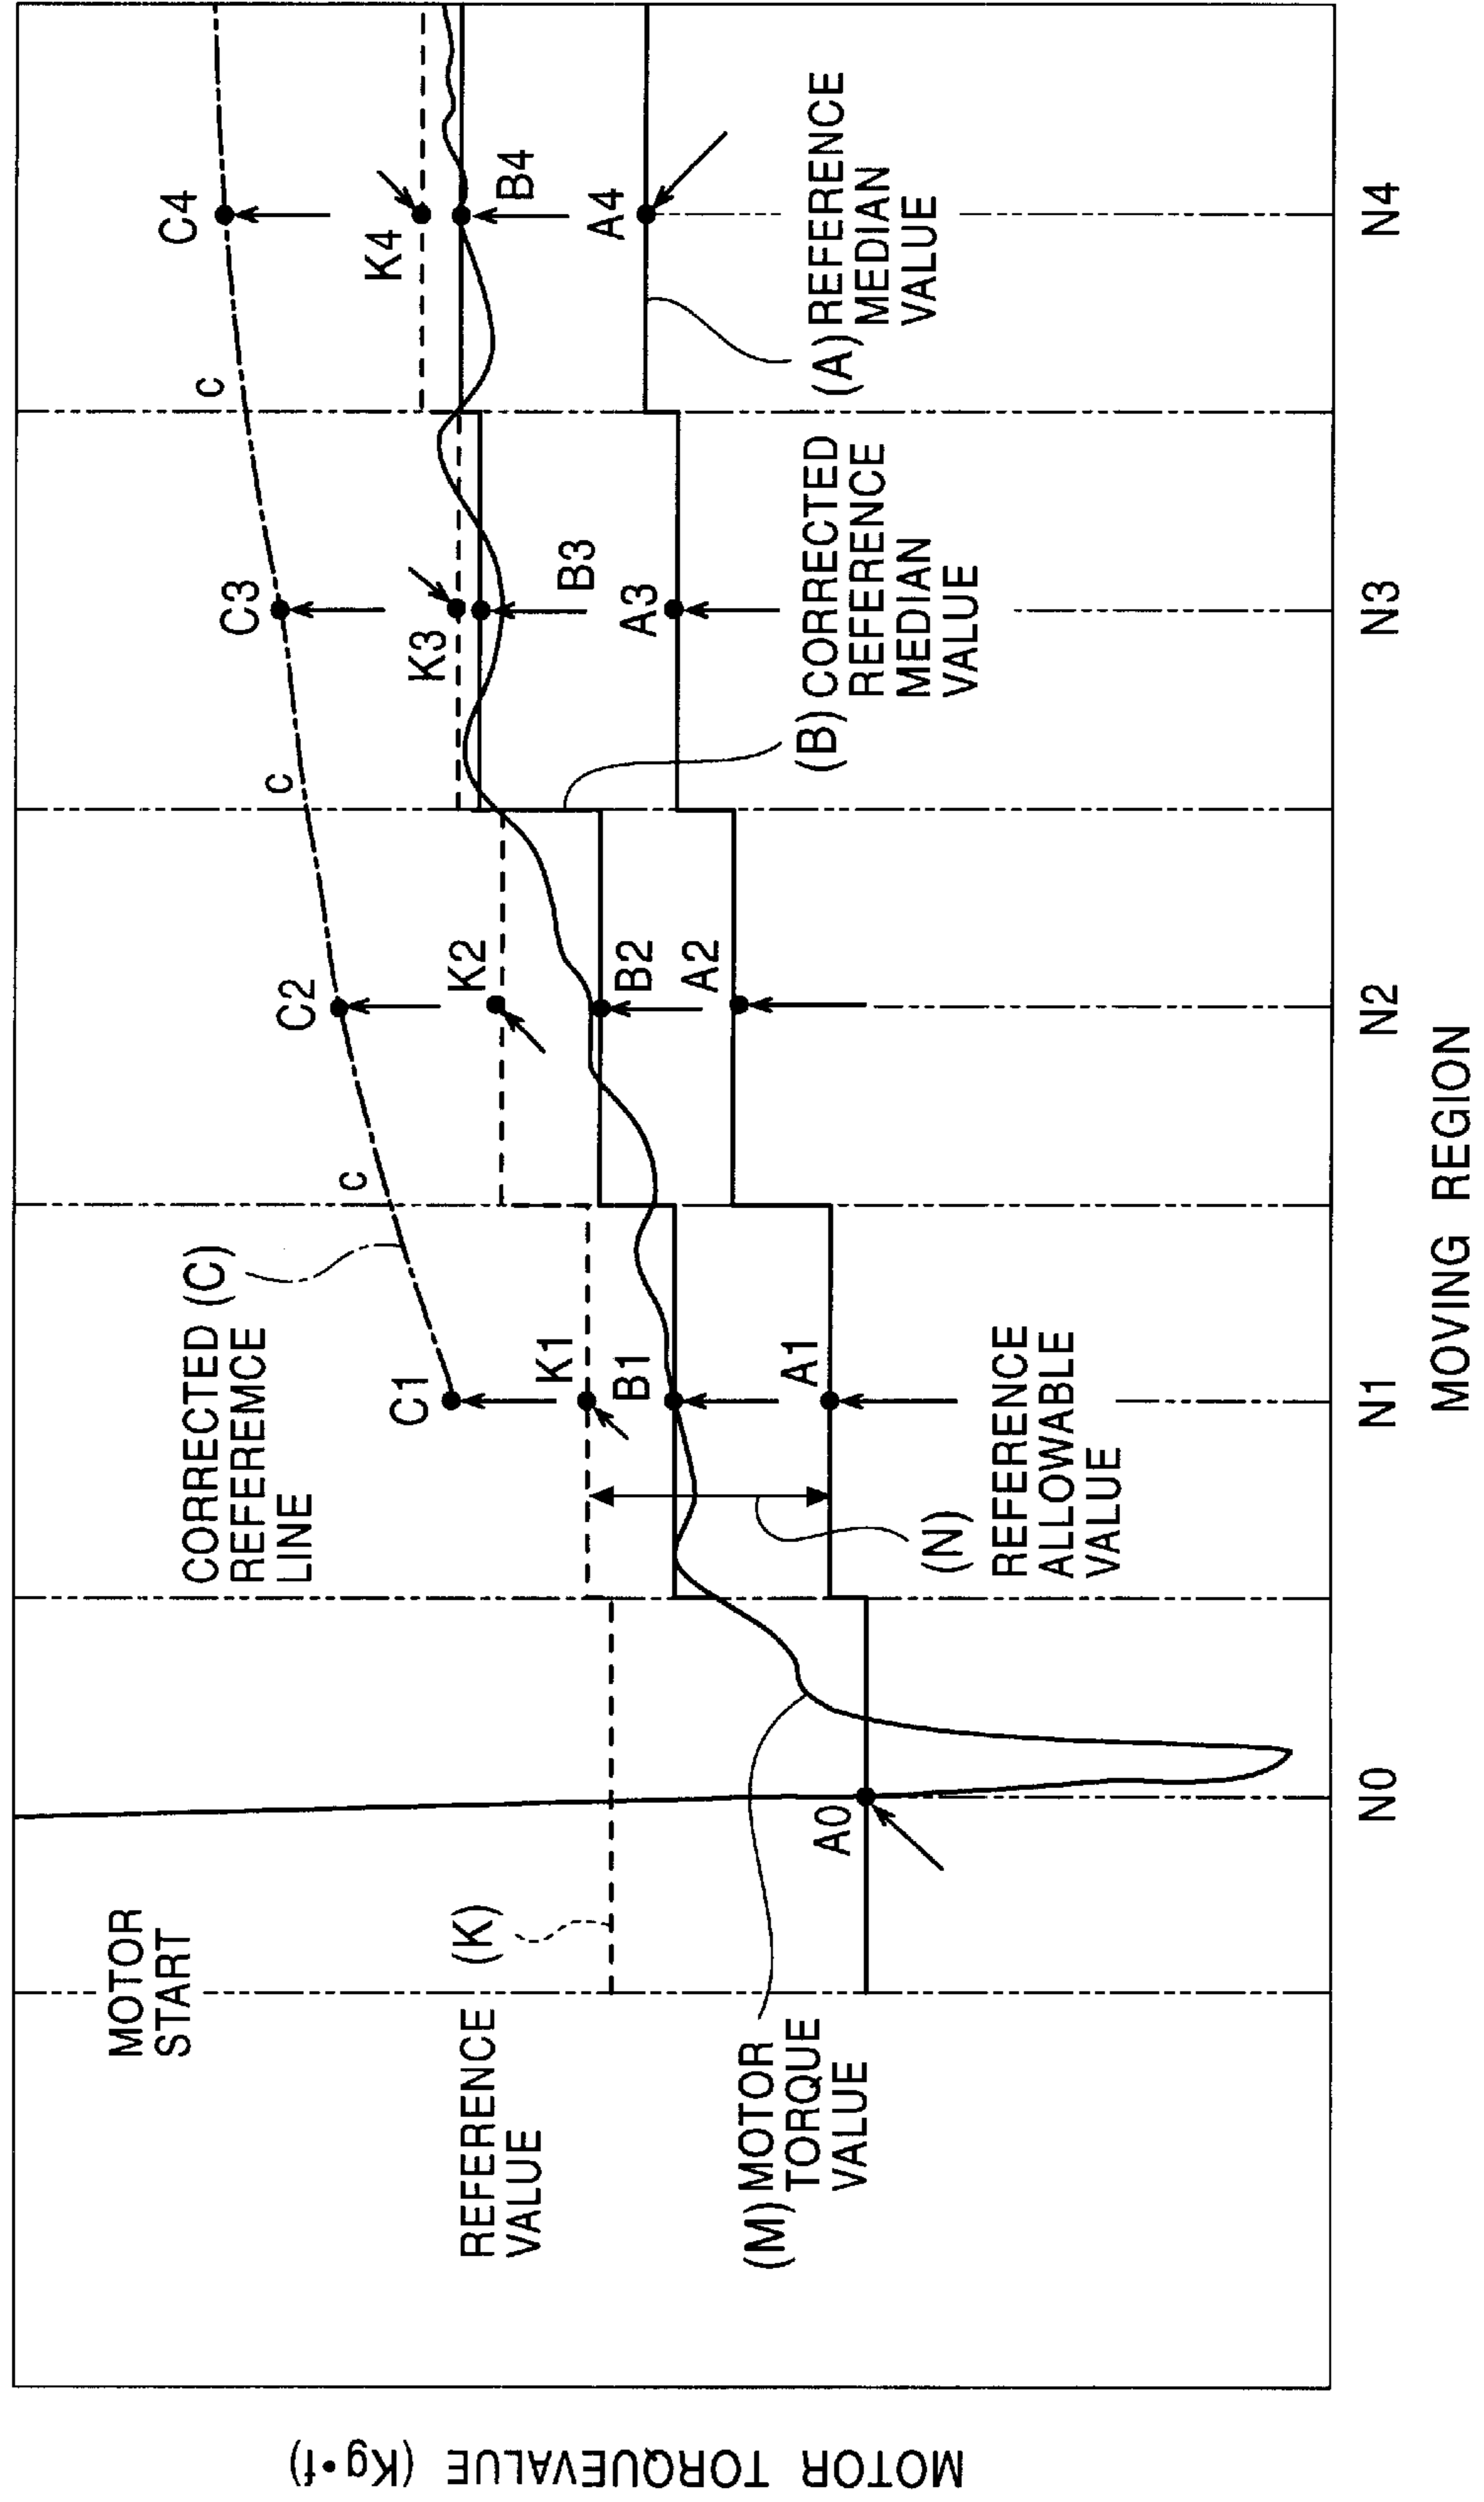 MOTOR TORQUEVALUE (Kg•f)
MOTOR
START
REFERENCE
VALUE
(K)
(M) MOTOR
TORQUE
VALUE
A0
CORRECTED (C)
REFEREMCE
LINE
C1
K1
B1
A1
(N)
REFERENCE
ALLOWABLE
VALUE
c
C2
K2
B2
A2
c
C3
K3
B3
A3
(B) CORRECTED
REFERENCE
MEDIAN
VALUE
c
C4
K4
B4
A4
(A) REFERENCE
MEDIAN
VALUE
N0
N1
N2
N3
N4
MOVING REGION